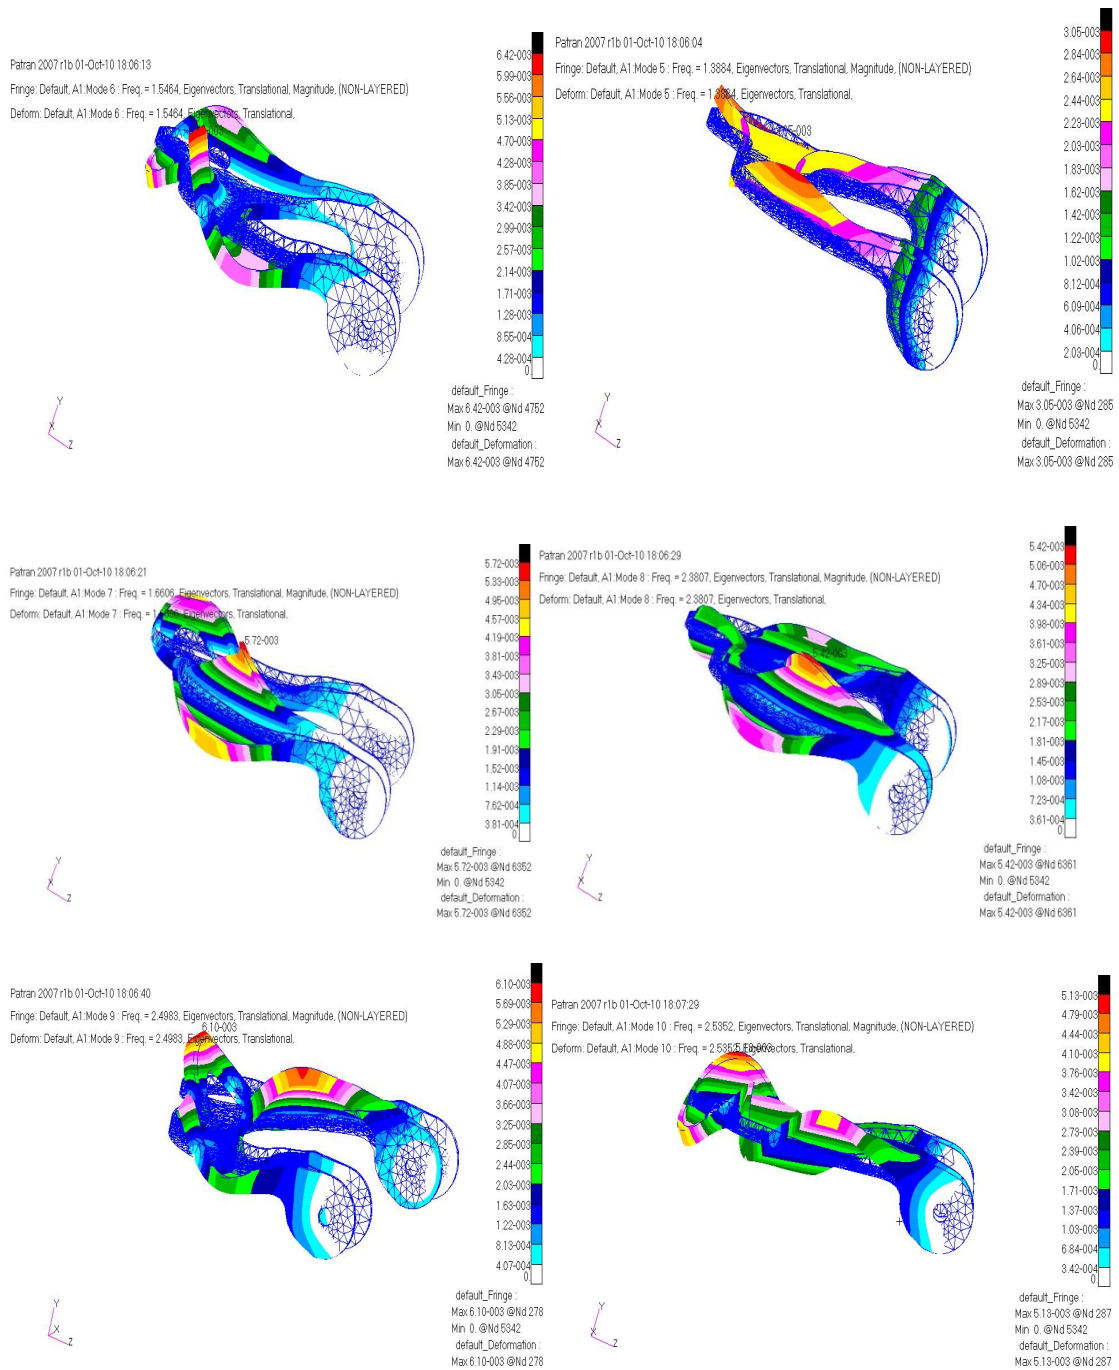 Patran 2007 r1b 01-Oct-10 18:06:13
Fringe: Default, A1:Mode 6 : Freq. = 1.5464, Eigenvectors, Translational, Magnitude, (NON-LAYERED)
Deform: Default, A1:Mode 6 : Freq. = 1.5464, Eigenvectors, Translational,
6.42-003
5.99-003
5.56-003
5.13-003
4.70-003
4.28-003
3.85-003
3.42-003
2.99-003
2.57-003
2.14-003
1.71-003
1.28-003
8.55-004
4.28-004
0.
default_Fringe :
Max 6.42-003 @Nd 4752
Min 0. @Nd 5342
default_Deformation :
Max 6.42-003 @Nd 4752
Y
X
Z
Patran 2007 r1b 01-Oct-10 18:06:04
Fringe: Default, A1:Mode 5 : Freq. = 1.3884, Eigenvectors, Translational, Magnitude, (NON-LAYERED)
Deform: Default, A1:Mode 5 : Freq. = 1.3884, Eigenvectors, Translational,
3.05-003
2.84-003
2.64-003
2.44-003
2.23-003
2.03-003
1.83-003
1.62-003
1.42-003
1.22-003
1.02-003
8.12-004
6.09-004
4.06-004
2.03-004
0.
default_Fringe :
Max 3.05-003 @Nd 285
Min 0. @Nd 5342
default_Deformation :
Max 3.05-003 @Nd 285
Y
X
Z
Patran 2007 r1b 01-Oct-10 18:06:21
Fringe: Default, A1:Mode 7 : Freq. = 1.6606, Eigenvectors, Translational, Magnitude, (NON-LAYERED)
Deform: Default, A1:Mode 7 : Freq. = Eigenvectors, Translational,
5.72-003
5.72-003
5.33-003
4.95-003
4.57-003
4.19-003
3.81-003
3.43-003
3.05-003
2.67-003
2.29-003
1.91-003
1.52-003
1.14-003
7.62-004
3.81-004
0.
default_Fringe :
Max 5.72-003 @Nd 6352
Min 0. @Nd 5342
default_Deformation :
Max 5.72-003 @Nd 6352
Y
X
Z
Patran 2007 r1b 01-Oct-10 18:06:29
Fringe: Default, A1:Mode 8 : Freq. = 2.3807, Eigenvectors, Translational, Magnitude, (NON-LAYERED)
Deform: Default, A1:Mode 8 : Freq. = 2.3807, Eigenvectors, Translational,
5.42-003
5.42-003
5.06-003
4.70-003
4.34-003
3.98-003
3.61-003
3.25-003
2.89-003
2.53-003
2.17-003
1.81-003
1.45-003
1.08-003
7.23-004
3.61-004
0.
default_Fringe :
Max 5.42-003 @Nd 6361
Min 0. @Nd 5342
default_Deformation :
Max 5.42-003 @Nd 6361
Y
X
Z
Patran 2007 r1b 01-Oct-10 18:06:40
Fringe: Default, A1:Mode 9 : Freq. = 2.4983, Eigenvectors, Translational, Magnitude, (NON-LAYERED)
Deform: Default, A1:Mode 9 : Freq. = 2.4983, Eigenvectors, Translational,
6.10-003
6.10-003
5.69-003
5.29-003
4.88-003
4.47-003
4.07-003
3.66-003
3.25-003
2.85-003
2.44-003
2.03-003
1.63-003
1.22-003
8.13-004
4.07-004
0.
default_Fringe :
Max 6.10-003 @Nd 278
Min 0. @Nd 5342
default_Deformation :
Max 6.10-003 @Nd 278
Y
X
Z
Patran 2007 r1b 01-Oct-10 18:07:29
Fringe: Default, A1:Mode 10 : Freq. = 2.5352, Eigenvectors, Translational, Magnitude, (NON-LAYERED)
Deform: Default, A1:Mode 10 : Freq. = 2.5352, Eigenvectors, Translational,
5.13-003
5.13-003
4.79-003
4.44-003
4.10-003
3.76-003
3.42-003
3.08-003
2.73-003
2.39-003
2.05-003
1.71-003
1.37-003
1.03-003
6.84-004
3.42-004
0.
default_Fringe :
Max 5.13-003 @Nd 287
Min 0. @Nd 5342
default_Deformation :
Max 5.13-003 @Nd 287
Y
X
Z